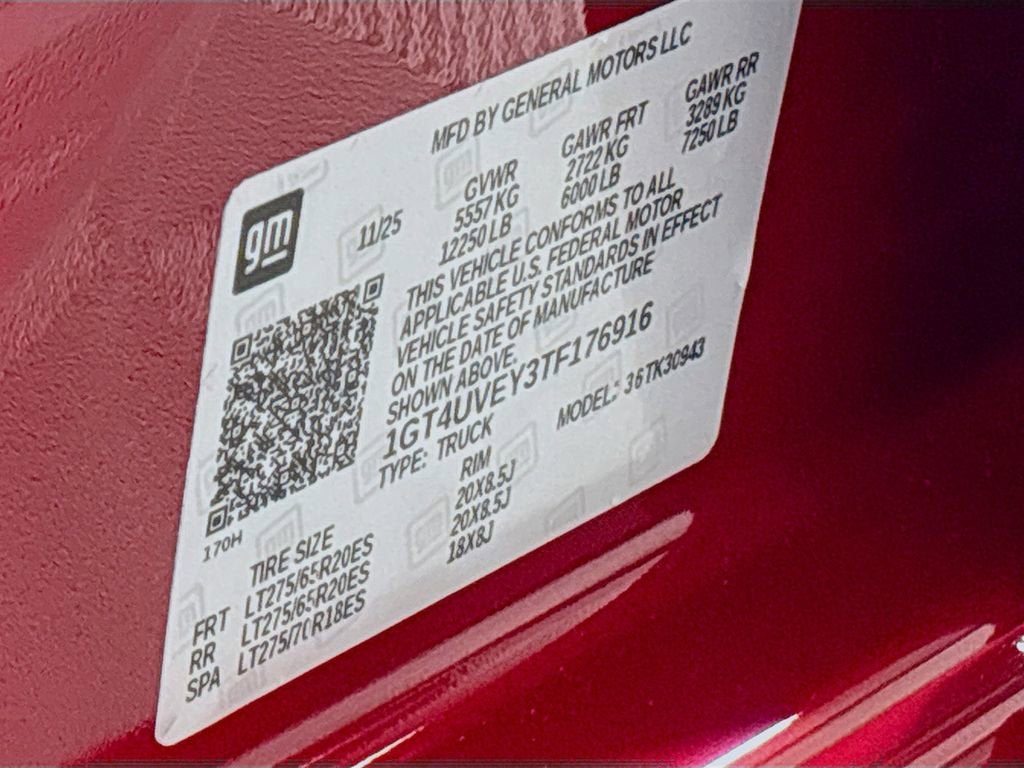 MFD BY GENERAL MOTORS LLC
gm
11/25
GVWR GAWR FRT GAWR RR
5557 KG 2722 KG 3289 KG
12250 LB 6000 LB 7250 LB
THIS VEHICLE CONFORMS TO ALL
APPLICABLE U.S. FEDERAL MOTOR
VEHICLE SAFETY STANDARDS IN EFFECT
ON THE DATE OF MANUFACTURE
SHOWN ABOVE.
1GT4UVEY3TF176916
TYPE: TRUCK MODEL: 36TK30943
170H
TIRE SIZE RIM
FRT LT275/65R20ES 20X8.5J
RR LT275/65R20ES 20X8.5J
SPA LT275/70R18ES 18X8J